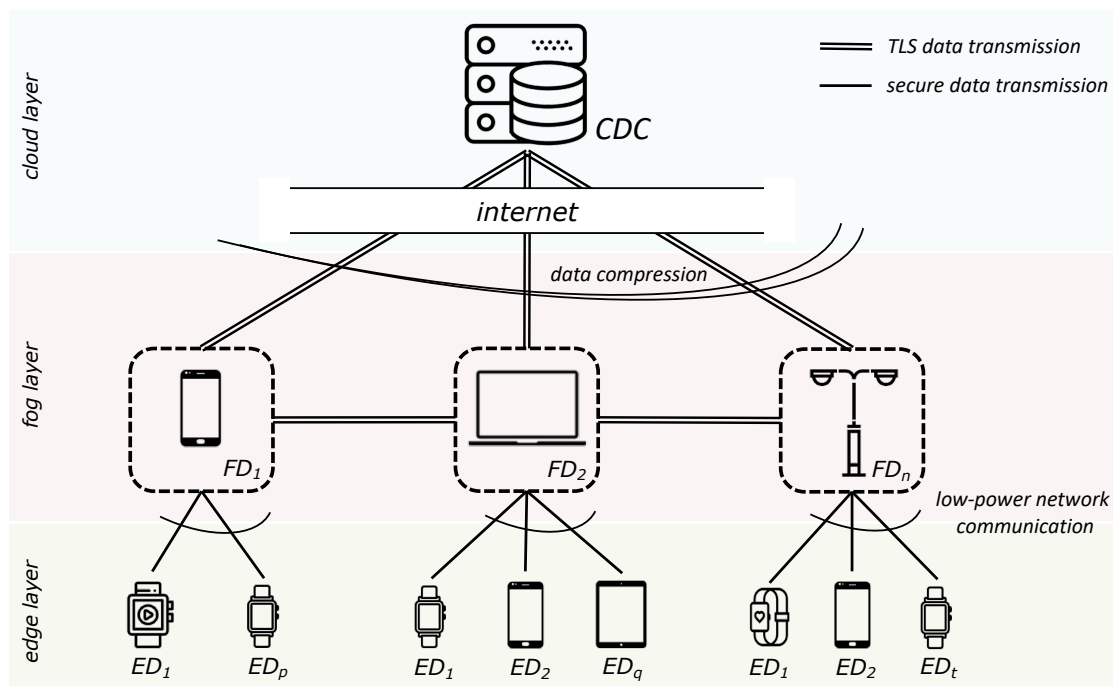 TLS data transmission
secure data transmission
cloud layer
CDC
internet
data compression
fog layer
FD₁
FD₂
FDₙ
low-power network
communication
edge layer
ED₁
EDₚ
ED₁
ED₂
ED_q
ED₁
ED₂
EDₜ